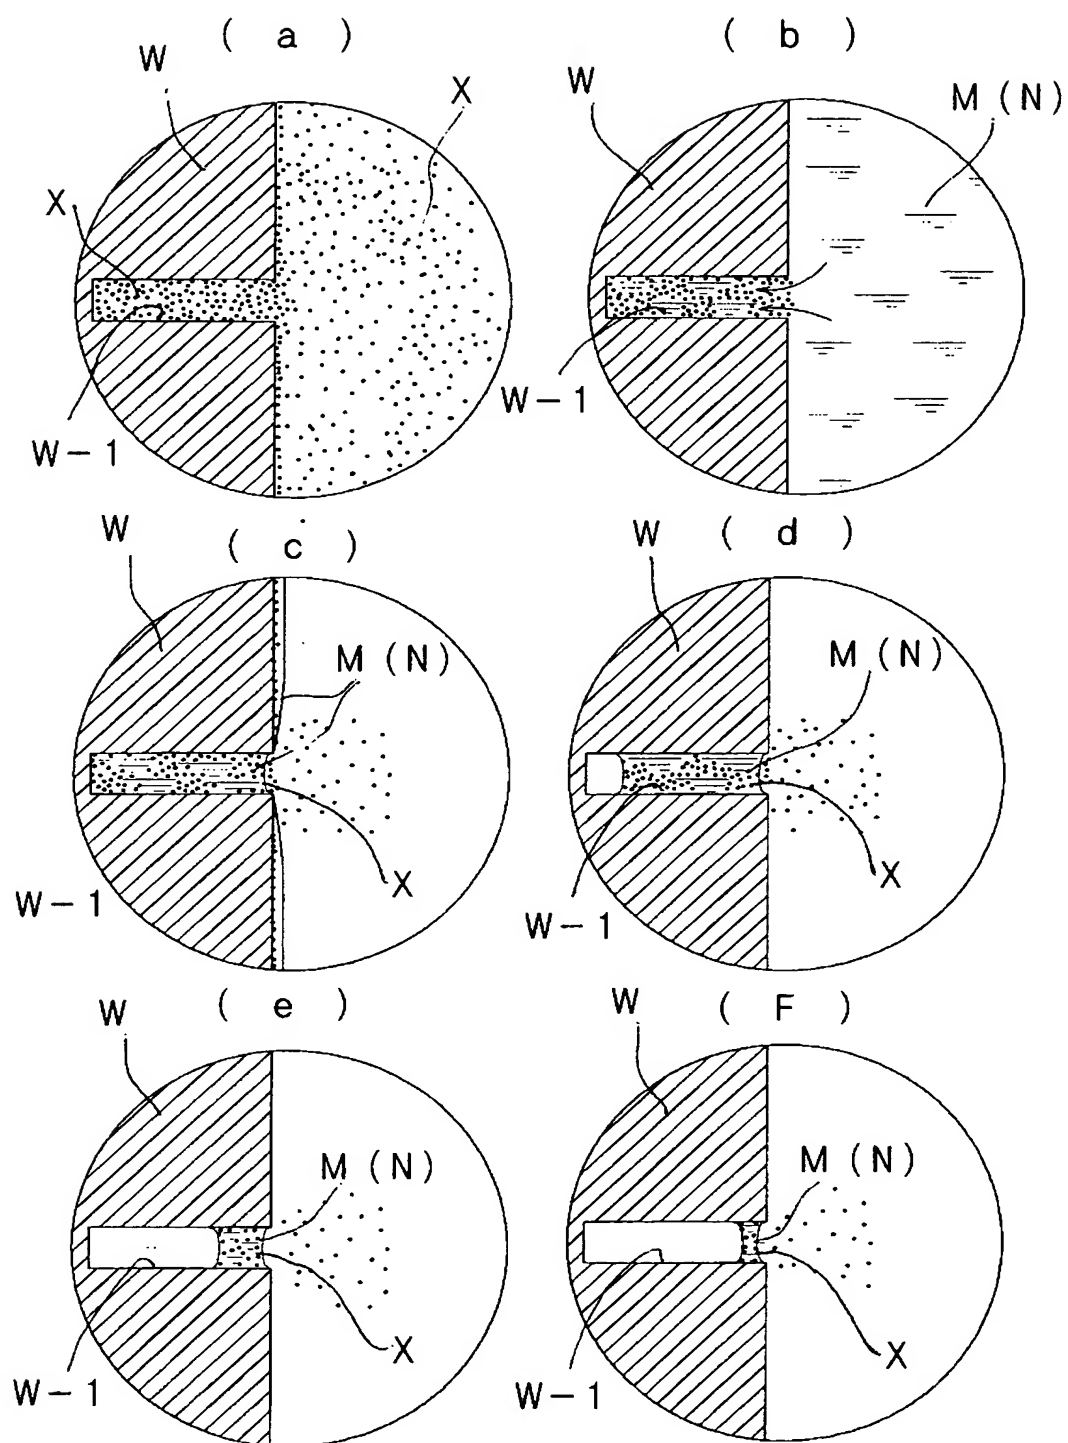 ( a )
W
X
X
W-1
( b )
W
M (N)
W-1
( c )
W
M (N)
X
W-1
( d )
W
M (N)
X
W-1
( e )
W
M (N)
X
W-1
( F )
W
M (N)
X
W-1